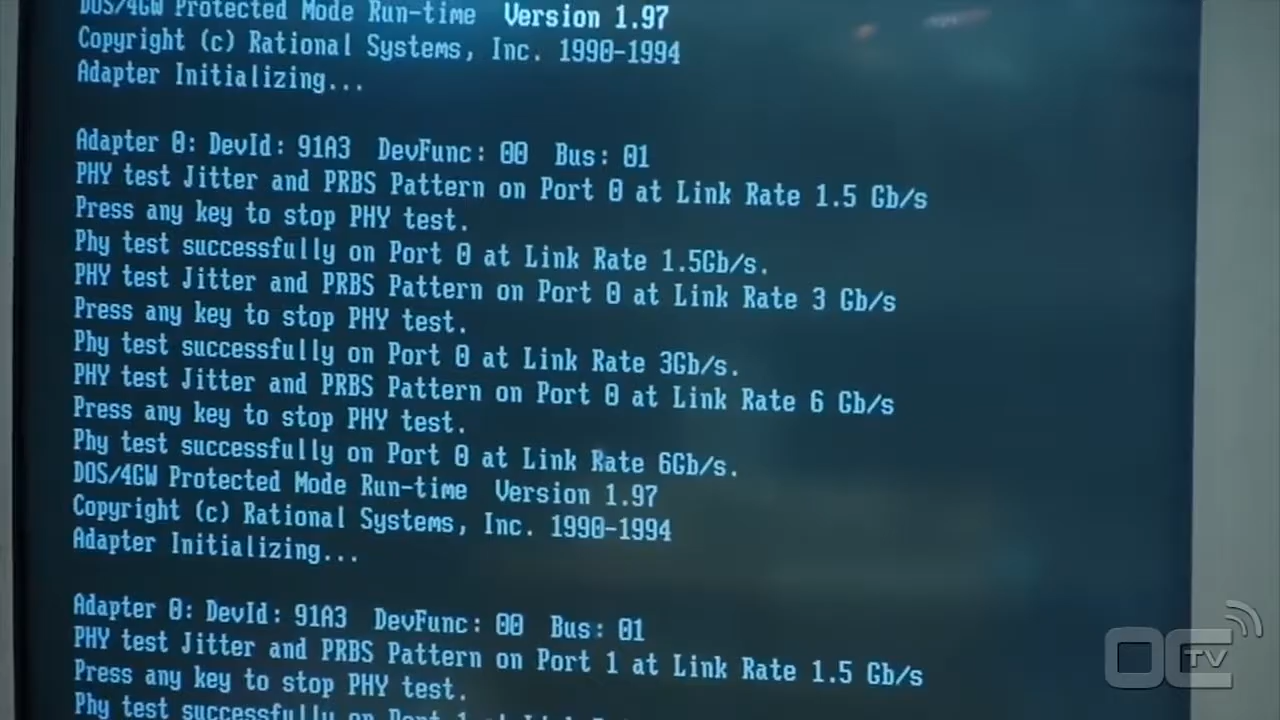 DOS/4GW Protected Mode Run-time Version 1.97
Copyright (c) Rational Systems, Inc. 1990-1994
Adapter Initializing...
Adapter 0: DevId: 91A3 DevFunc: 00 Bus: 01
PHY test Jitter and PRBS Pattern on Port 0 at Link Rate 1.5 Gb/s
Press any key to stop PHY test.
Phy test successfully on Port 0 at Link Rate 1.5Gb/s.
PHY test Jitter and PRBS Pattern on Port 0 at Link Rate 3 Gb/s
Press any key to stop PHY test.
Phy test successfully on Port 0 at Link Rate 3Gb/s.
PHY test Jitter and PRBS Pattern on Port 0 at Link Rate 6 Gb/s
Press any key to stop PHY test.
Phy test successfully on Port 0 at Link Rate 6Gb/s.
DOS/4GW Protected Mode Run-time Version 1.97
Copyright (c) Rational Systems, Inc. 1990-1994
Adapter Initializing...
Adapter 0: DevId: 91A3 DevFunc: 00 Bus: 01
PHY test Jitter and PRBS Pattern on Port 1 at Link Rate 1.5 Gb/s
Press any key to stop PHY test.
Phy test successfully on Port 1
OC TV